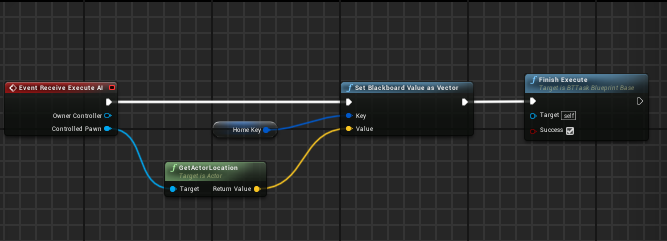 Event Receive Execute AI
Owner Controller
Controlled Pawn
Home Key
GetActorLocation
Target is Actor
Target
Return Value
Set Blackboard Value as Vector
Key
Value
Finish Execute
Target is BTTask Blueprint Base
Target self
Success